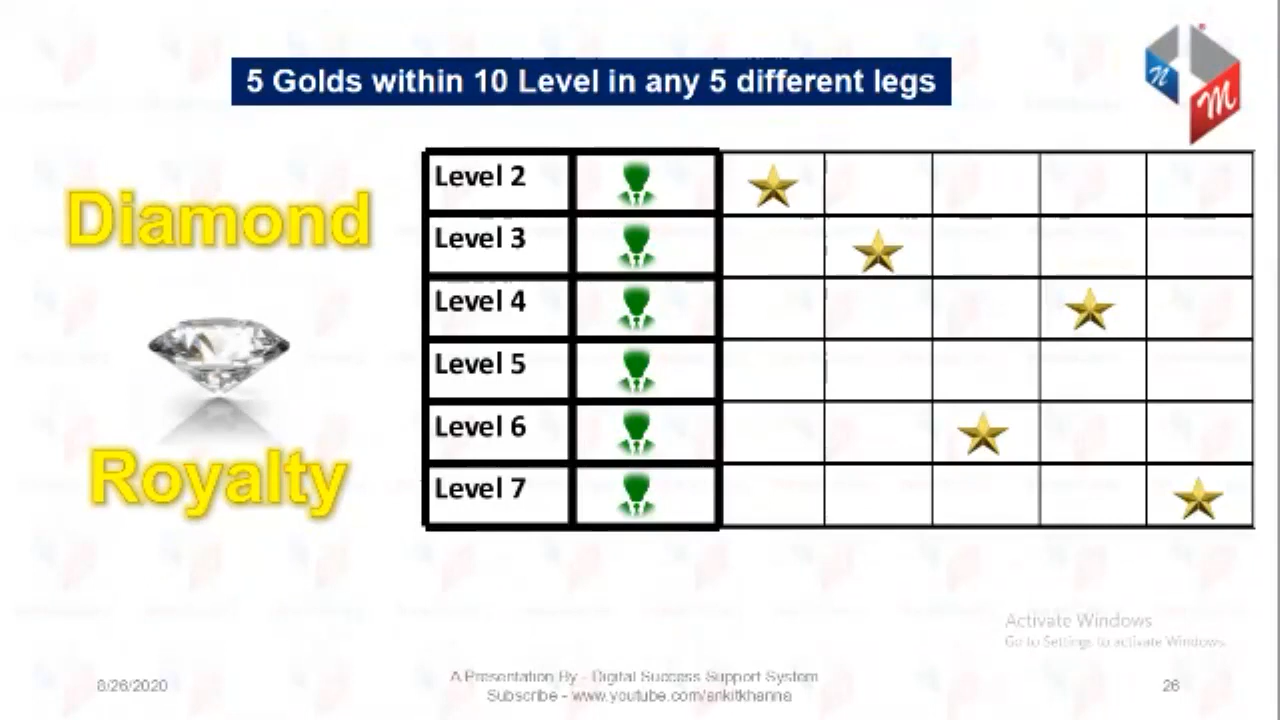 5 Golds within 10 Level in any 5 different legs
n
M
Diamond
Royalty
Level 2
Level 3
Level 4
Level 5
Level 6
Level 7
Activate Windows
Go to Settings to activate Windows.
8/26/2020
A Presentation By - Digital Success Support System
Subscribe - www.youtube.com/ankitkhanna
26